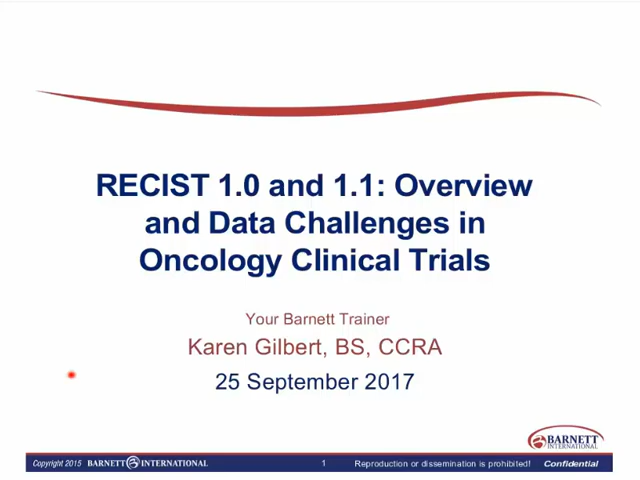 RECIST 1.0 and 1.1: Overview
and Data Challenges in
Oncology Clinical Trials
Your Barnett Trainer
Karen Gilbert, BS, CCRA
25 September 2017
BARNETT
INTERNATIONAL
Copyright 2015 BARNETT INTERNATIONAL 1 Reproduction or dissemination is prohibited! Confidential